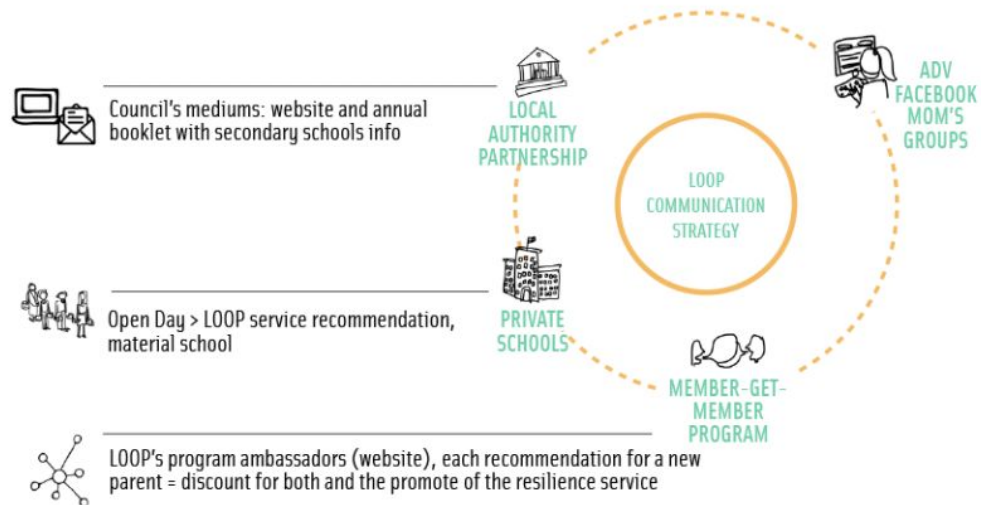 Council's mediums: website and annual
booklet with secondary schools info
LOCAL
AUTHORITY
PARTNERSHIP
ADV
FACEBOOK
MOM'S
GROUPS
LOOP
COMMUNICATION
STRATEGY
Open Day > LOOP service recommendation,
material school
PRIVATE
SCHOOLS
MEMBER-GET-
MEMBER
PROGRAM
LOOP's program ambassadors (website), each recommendation for a new
parent = discount for both and the promote of the resilience service